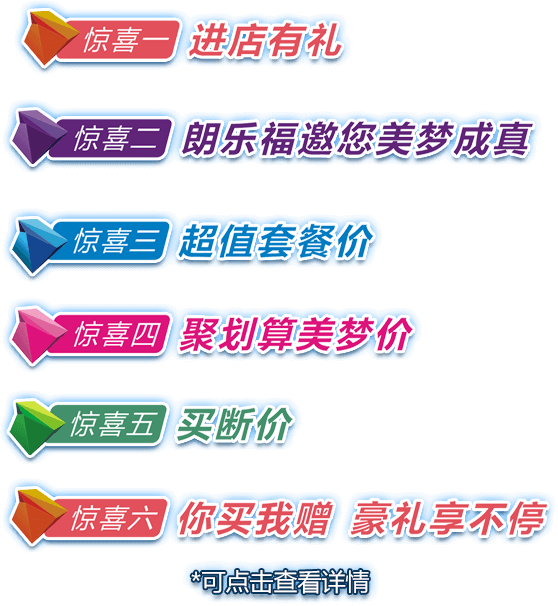 惊喜一 进店有礼
惊喜二 朗乐福邀您美梦成真
惊喜三 超值套餐价
惊喜四 聚划算美梦价
惊喜五 买断价
惊喜六 你买我赠 豪礼享不停
*可点击查看详情